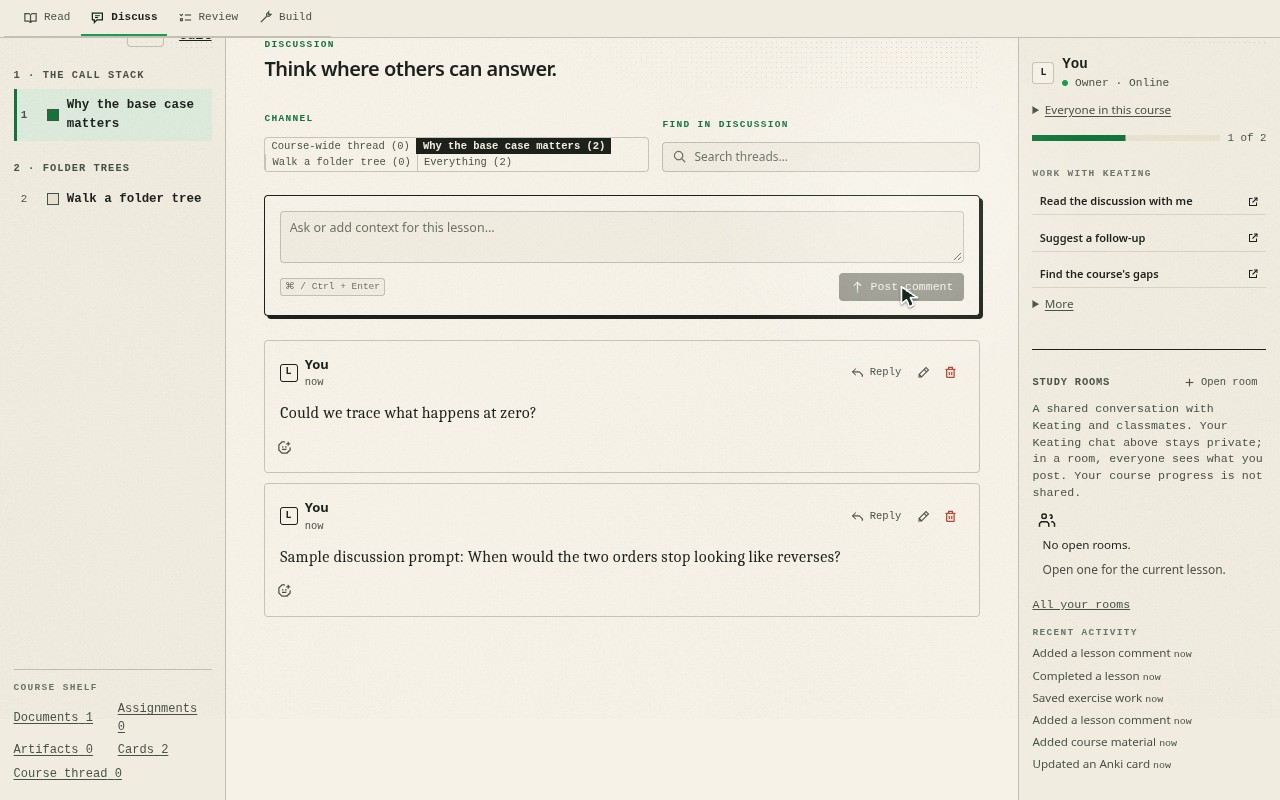 Read
Discuss
Review
Build
1 · THE CALL STACK
1
Why the base case
matters
2 · FOLDER TREES
2
Walk a folder tree
COURSE SHELF
Documents 1
Assignments
0
Artifacts 0
Cards 2
Course thread 0
DISCUSSION
Think where others can answer.
CHANNEL
Course-wide thread (0)
Why the base case matters (2)
Walk a folder tree (0)
Everything (2)
FIND IN DISCUSSION
Search threads…
Ask or add context for this lesson…
⌘ / Ctrl + Enter
Post comment
L
You
now
Reply
Could we trace what happens at zero?
L
You
now
Reply
Sample discussion prompt: When would the two orders stop looking like reverses?
L
You
Owner · Online
Everyone in this course
1 of 2
WORK WITH KEATING
Read the discussion with me
Suggest a follow-up
Find the course's gaps
More
STUDY ROOMS
Open room
A shared conversation with
Keating and classmates. Your
Keating chat above stays private;
in a room, everyone sees what you
post. Your course progress is not
shared.
No open rooms.
Open one for the current lesson.
All your rooms
RECENT ACTIVITY
Added a lesson comment now
Completed a lesson now
Saved exercise work now
Added a lesson comment now
Added course material now
Updated an Anki card now